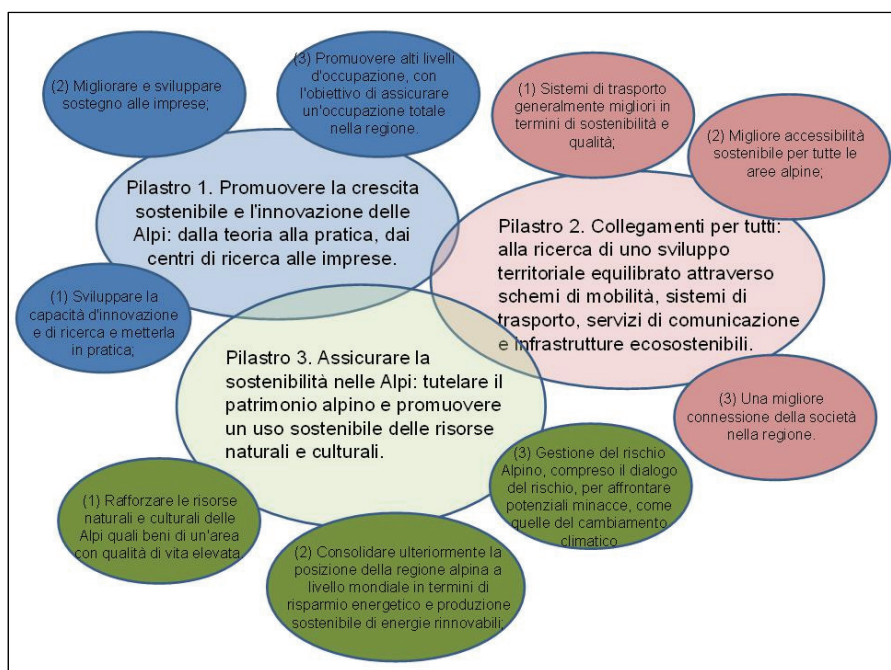 (2) Migliorare e sviluppare
sostegno alle imprese;
(3) Promuovere alti livelli
d'occupazione, con
l'obiettivo di assicurare
un'occupazione totale
nella regione.
(1) Sistemi di trasporto
generalmente migliori in
termini di sostenibilità e
qualità;
(2) Migliore accessibilità
sostenibile per tutte le
aree alpine;
Pilastro 1. Promuovere la crescita
sostenibile e l'innovazione delle
Alpi: dalla teoria alla pratica, dai
centri di ricerca alle imprese.
Pilastro 2. Collegamenti per tutti:
alla ricerca di uno sviluppo
territoriale equilibrato attraverso
schemi di mobilità, sistemi di
trasporto, servizi di comunicazione
e infrastrutture ecosostenibili.
(1) Sviluppare la
capacità d'innovazione
e di ricerca e metterla
in pratica;
Pilastro 3. Assicurare la
sostenibilità nelle Alpi: tutelare il
patrimonio alpino e promuovere
un uso sostenibile delle risorse
naturali e culturali.
(3) Una migliore
connessione della società
nella regione.
(3) Gestione del rischio
Alpino, compreso il dialogo
del rischio, per affrontare
potenziali minacce, come
quelle del cambiamento
climatico
(1) Rafforzare le risorse
naturali e culturali delle
Alpi quali beni di un'area
con qualità di vita elevata
(2) Consolidare ulteriormente la
posizione della regione alpina a
livello mondiale in termini di
risparmio energetico e produzione
sostenibile di energie rinnovabili;